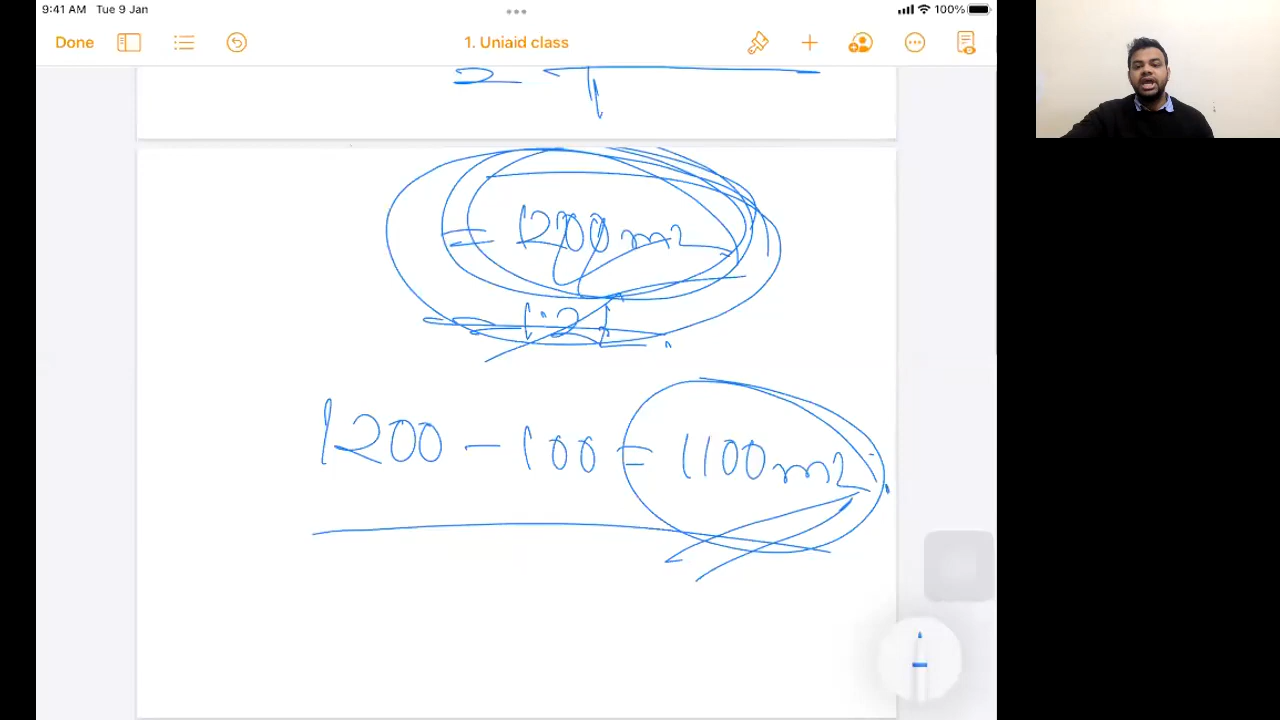 9:41 AM Tue 9 Jan
100%
Done
1. Uniaid class
= 1200 m2
1200 - 100 = 1100 m2